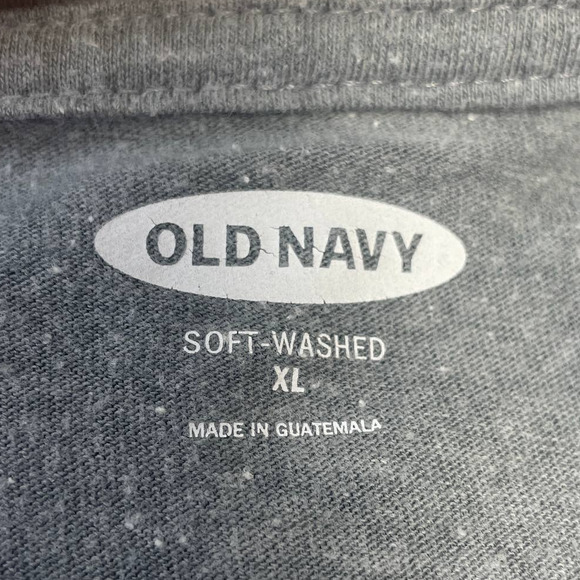 OLD NAVY
SOFT-WASHED
XL
MADE IN GUATEMALA